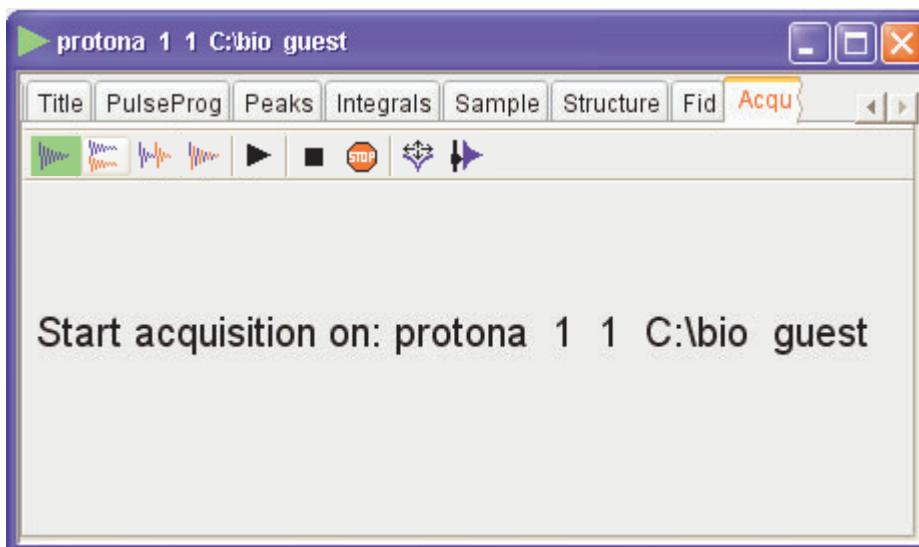 protona 1 1 C:\bio guest
Title PulseProg Peaks Integrals Sample Structure Fid Acqu
STOP
Start acquisition on: protona 1 1 C:\bio guest